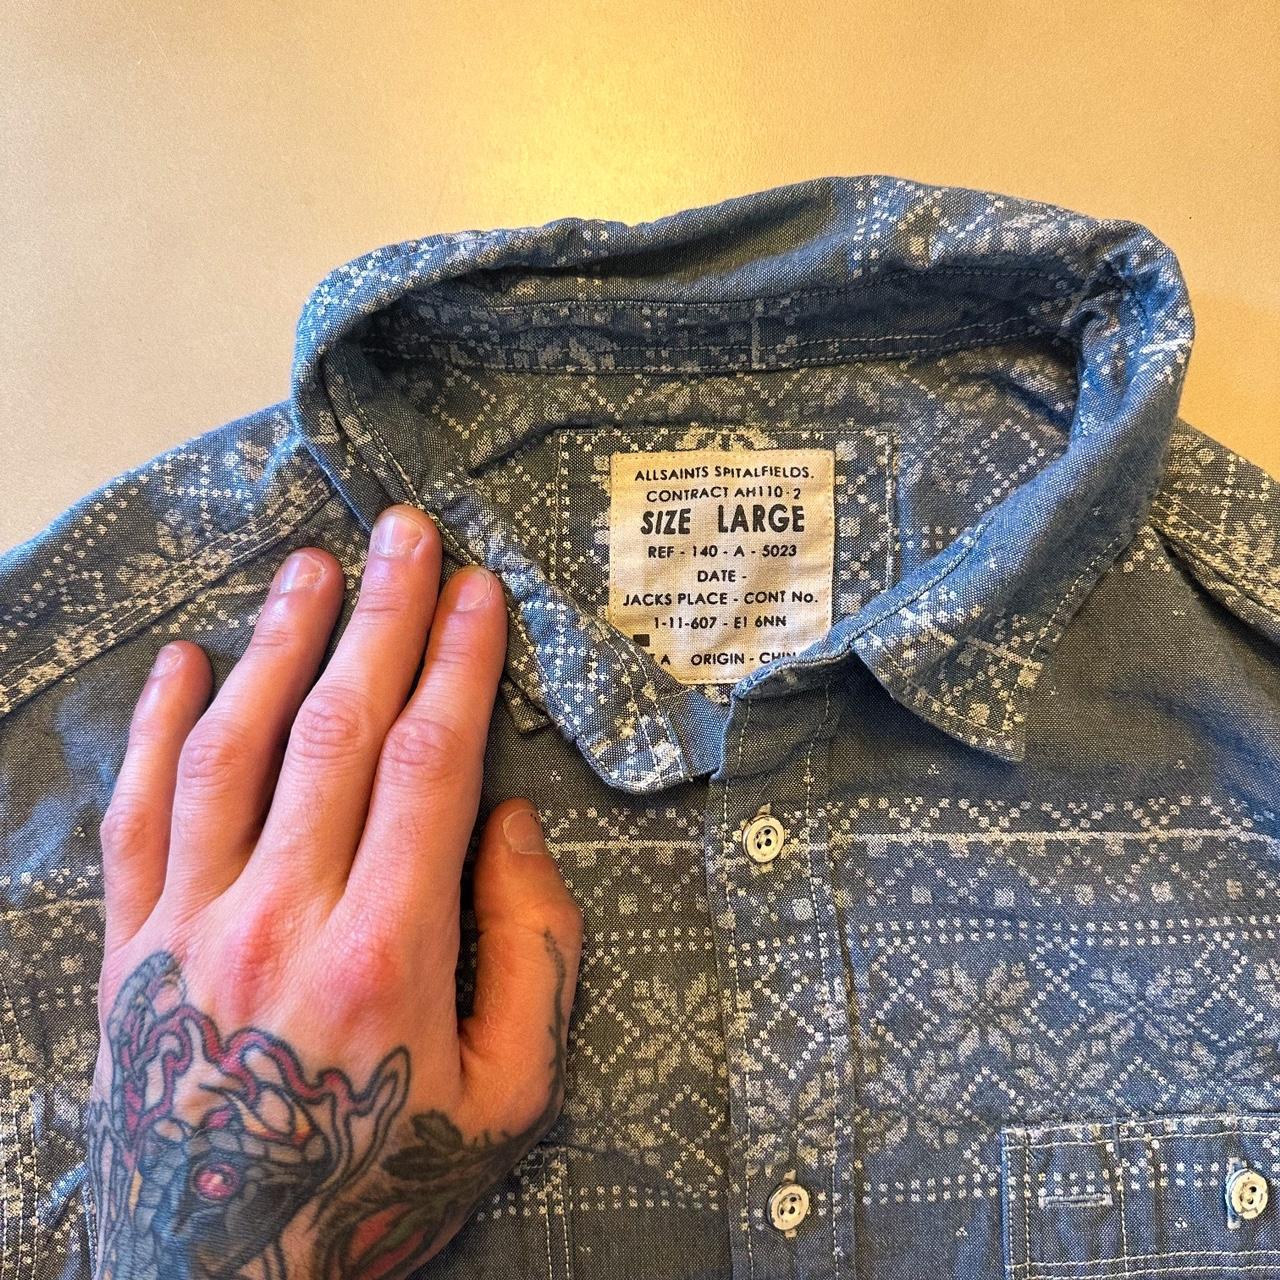 ALLSAINTS SPITALFIELDS.
CONTRACT AH110-2
SIZE LARGE
REF - 140 - A - 5023
DATE -
JACKS PLACE - CONT No.
1-11-607 - E1 6NN
ORIGIN -